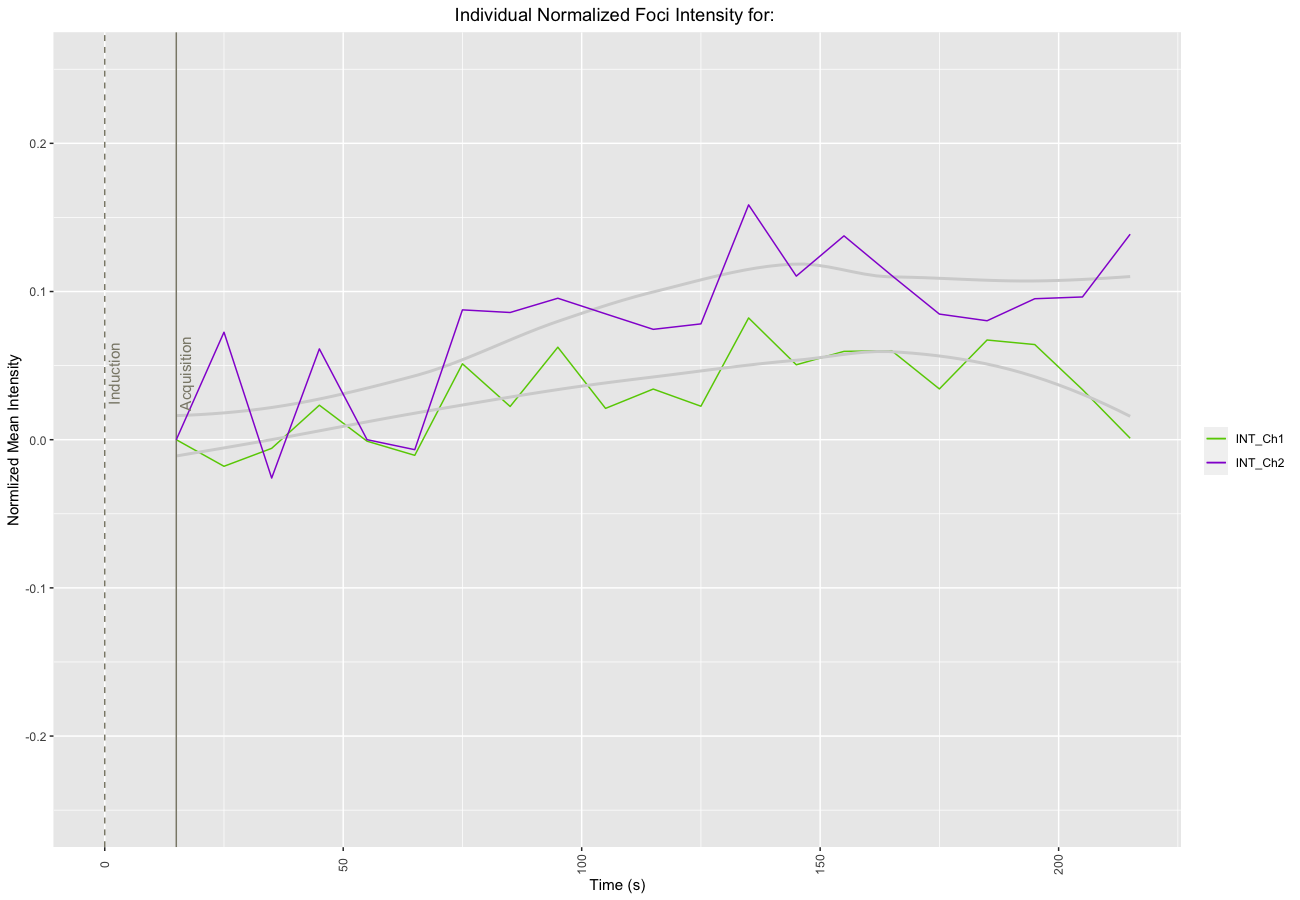 Individual Normalized Foci Intensity for:
Normlized Mean Intensity
0.2
0.1
0.0
-0.1
-0.2
Induction
Acquisition
0
50
100
150
200
Time (s)
INT_Ch1
INT_Ch2